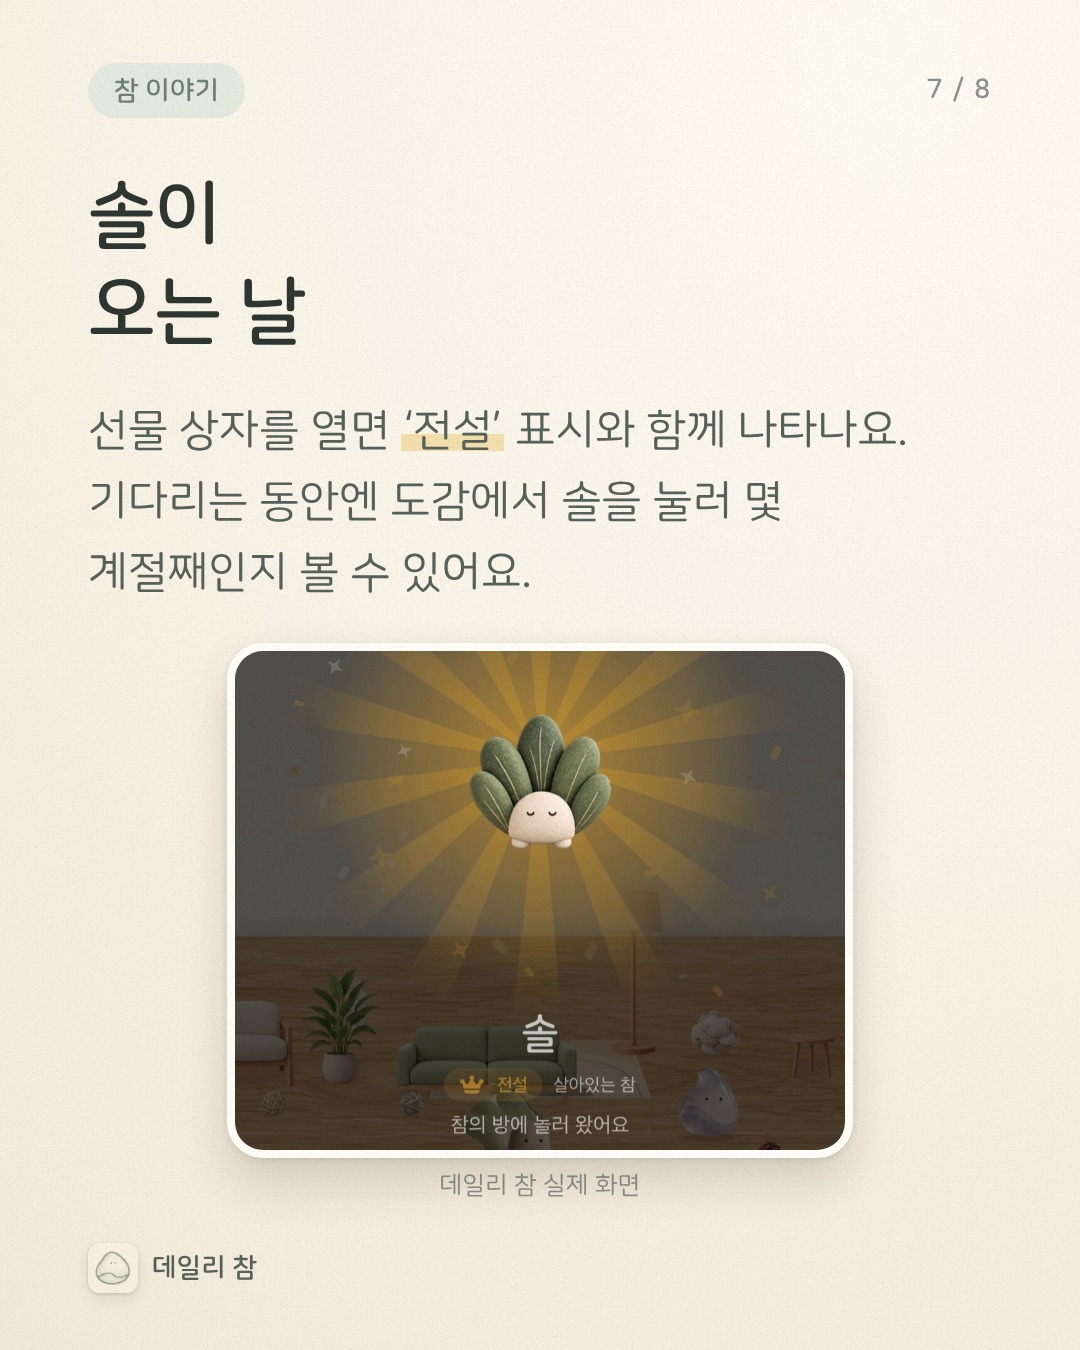 참 이야기
7 / 8
솔이
오는 날
선물 상자를 열면 ‘전설’ 표시와 함께 나타나요.
기다리는 동안엔 도감에서 솔을 눌러 몇
계절째인지 볼 수 있어요.
솔
전설 살아있는 참
참의 방에 놀러 왔어요
데일리 참 실제 화면
데일리 참